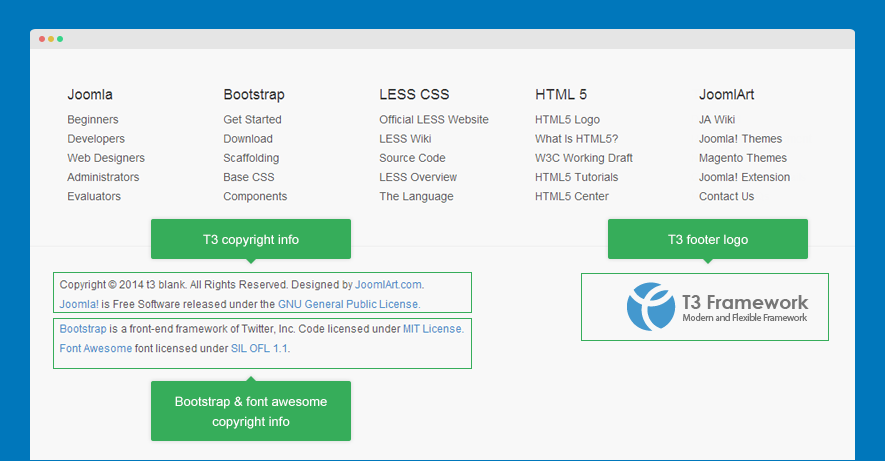 Joomla
Beginners
Developers
Web Designers
Administrators
Evaluators
Bootstrap
Get Started
Download
Scaffolding
Base CSS
Components
LESS CSS
Official LESS Website
LESS Wiki
Source Code
LESS Overview
The Language
HTML 5
HTML5 Logo
What Is HTML5?
W3C Working Draft
HTML5 Tutorials
HTML5 Center
JoomlArt
JA Wiki
Joomla! Themes
Magento Themes
Joomla! Extension
Contact Us
T3 copyright info
Copyright © 2014 t3 blank. All Rights Reserved. Designed by JoomlArt.com.
Joomla! is Free Software released under the GNU General Public License.
Bootstrap is a front-end framework of Twitter, Inc. Code licensed under MIT License.
Font Awesome font licensed under SIL OFL 1.1.
Bootstrap & font awesome
copyright info
T3 footer logo
T3 Framework
Modern and Flexible Framework